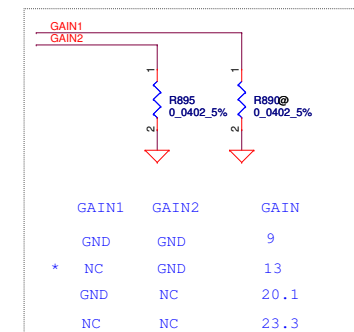 GAIN1
GAIN2
1 1
R895 R890@
0_0402_5% 0_0402_5%
2 2
GAIN1 GAIN2 GAIN
GND GND 9
* NC GND 13
GND NC 20.1
NC NC 23.3